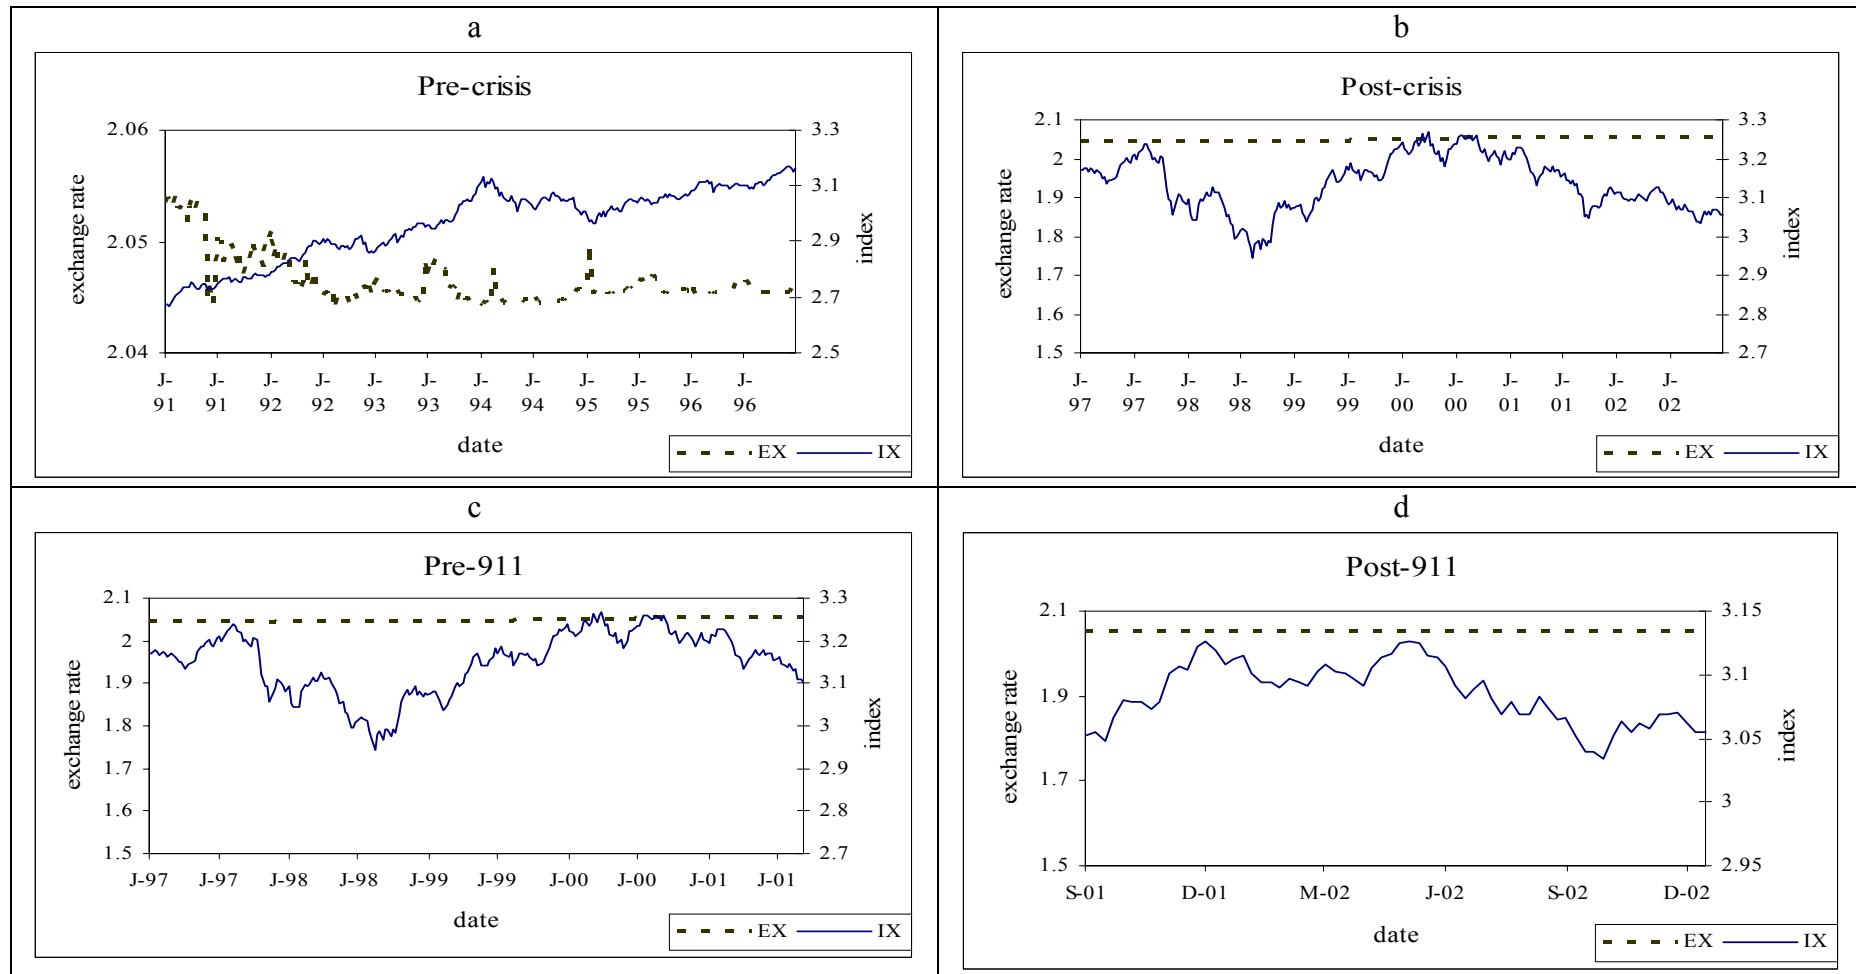 a
Pre-crisis
2.06
2.05
2.04
exchange rate
3.3
3.1
2.9
2.7
2.5
index
J-91 J-91 J-92 J-92 J-93 J-93 J-94 J-94 J-95 J-95 J-96 J-96
date
EX IX
b
Post-crisis
2.1
2
1.9
1.8
1.7
1.6
1.5
exchange rate
3.3
3.2
3.1
3
2.9
2.8
2.7
index
J-97 J-97 J-98 J-98 J-99 J-99 J-00 J-00 J-01 J-01 J-02 J-02
date
EX IX
c
Pre-911
2.1
2
1.9
1.8
1.7
1.6
1.5
exchange rate
3.3
3.2
3.1
3
2.9
2.8
2.7
index
J-97 J-97 J-98 J-98 J-99 J-99 J-00 J-00 J-01 J-01
date
EX IX
d
Post-911
2.1
1.9
1.7
1.5
exchange rate
3.15
3.1
3.05
3
2.95
index
S-01 D-01 M-02 J-02 S-02 D-02
date
EX IX